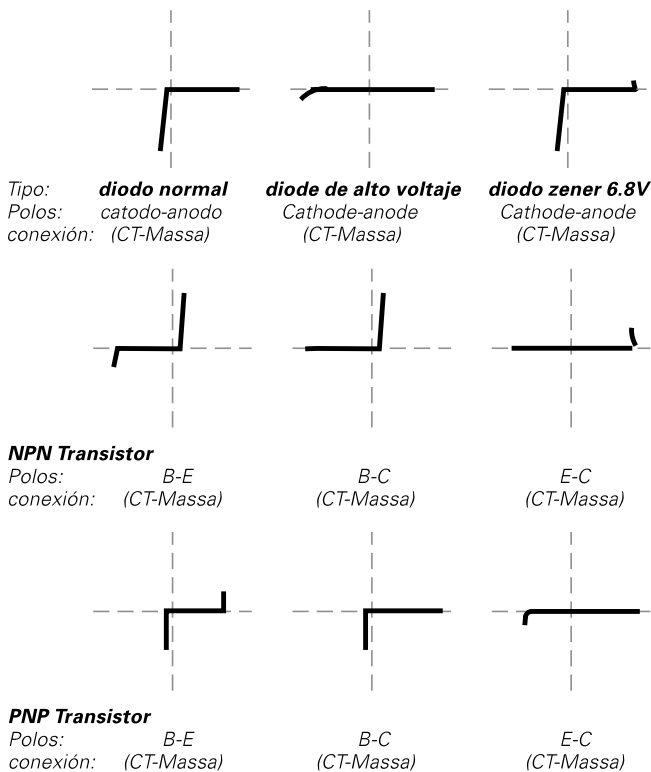 Tipo: diodo normal diode de alto voltaje diodo zener 6.8V
Polos: catodo-anodo Cathode-anode Cathode-anode
conexión: (CT-Massa) (CT-Massa) (CT-Massa)
NPN Transistor
Polos: B-E B-C E-C
conexión: (CT-Massa) (CT-Massa) (CT-Massa)
PNP Transistor
Polos: B-E B-C E-C
conexión: (CT-Massa) (CT-Massa) (CT-Massa)